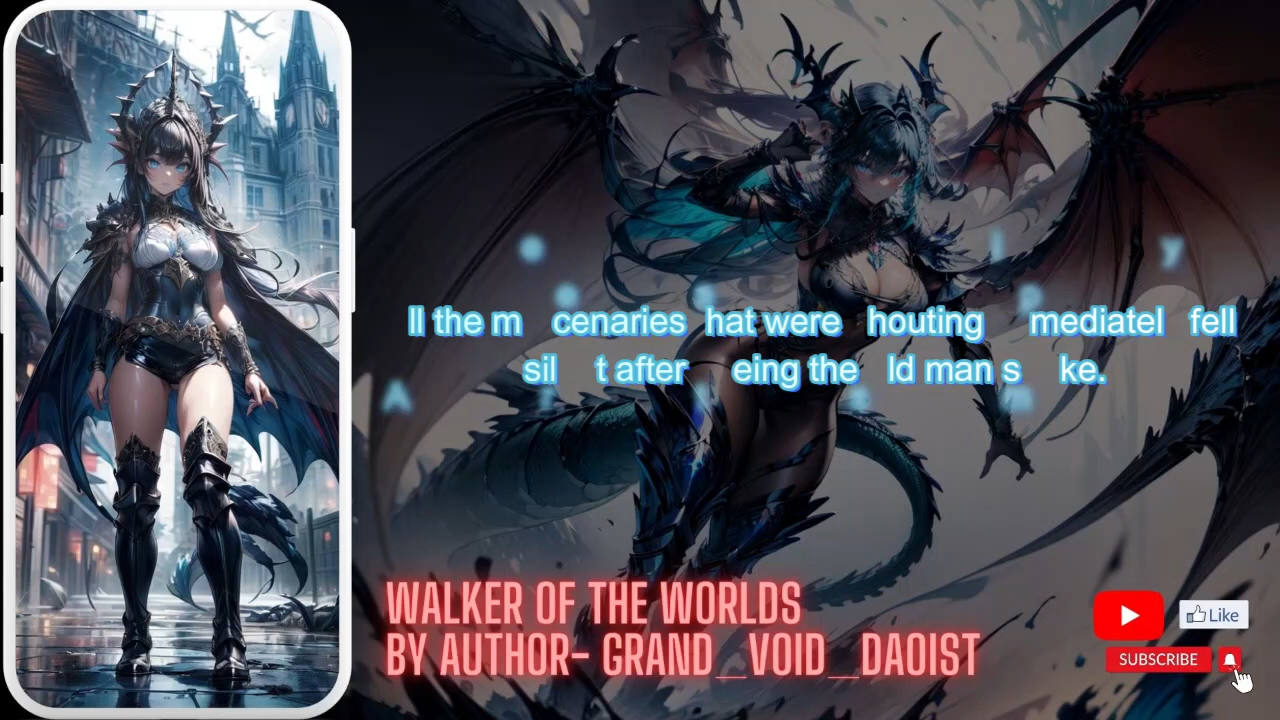 ll the m cenaries hat were houting mediatel fell
sil t after eing the ld man s ke.
WALKER OF THE WORLDS
BY AUTHOR- GRAND_VOID_DAOIST
Like
SUBSCRIBE